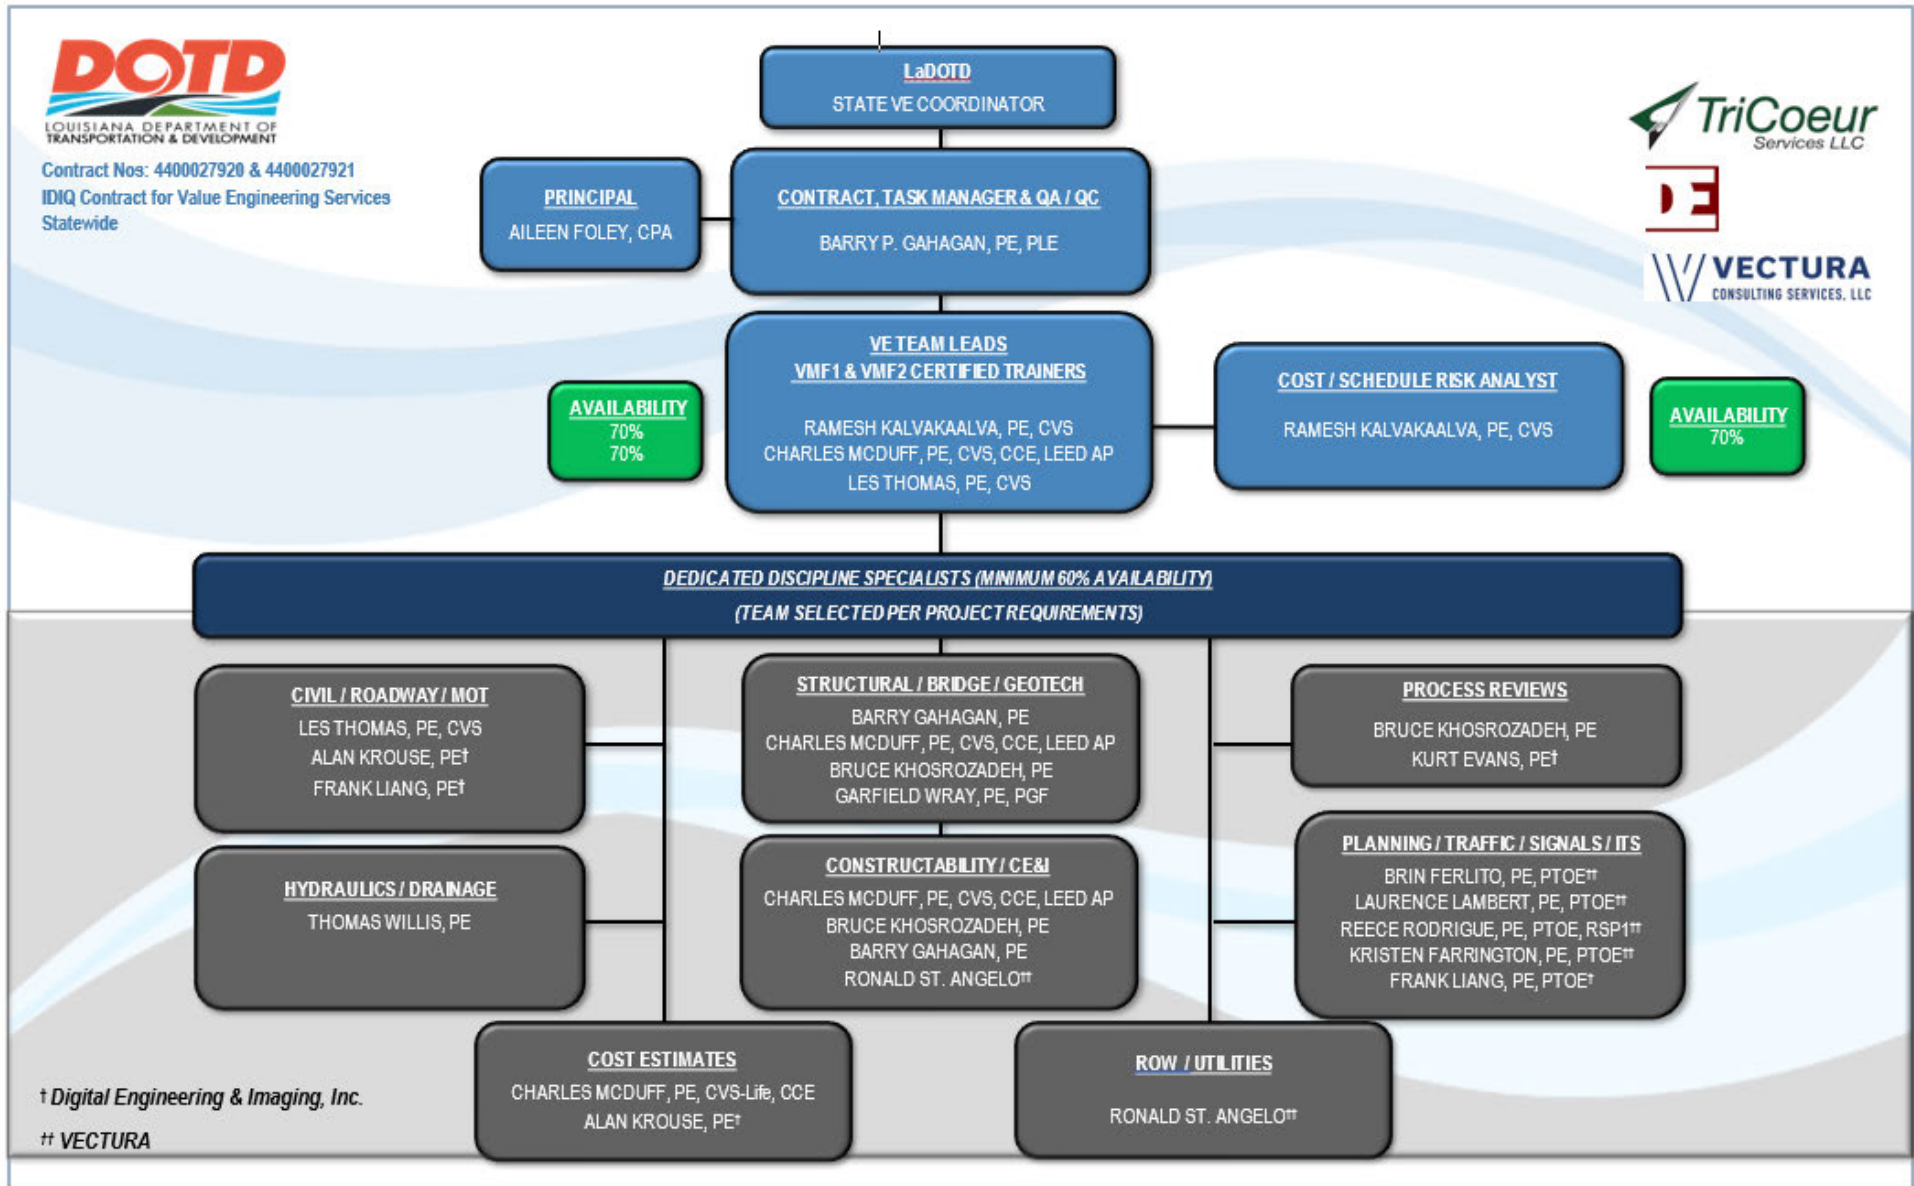 DOTD
LOUISIANA DEPARTMENT OF
TRANSPORTATION & DEVELOPMENT
Contract Nos: 4400027920 & 4400027921
IDIQ Contract for Value Engineering Services
Statewide
LaDOTD
STATE VE COORDINATOR
TriCoeur
Services LLC
DE
VECTURA
CONSULTING SERVICES, LLC
PRINCIPAL
AILEEN FOLEY, CPA
CONTRACT, TASK MANAGER & QA / QC
BARRY P. GAHAGAN, PE, PLE
VE TEAM LEADS
VMF1 & VMF2 CERTIFIED TRAINERS
RAMESH KALVAKAALVA, PE, CVS
CHARLES MCDUFF, PE, CVS, CCE, LEED AP
LES THOMAS, PE, CVS
AVAILABILITY
70%
70%
COST / SCHEDULE RISK ANALYST
RAMESH KALVAKAALVA, PE, CVS
AVAILABILITY
70%
DEDICATED DISCIPLINE SPECIALISTS (MINIMUM 60% AVAILABILITY)
(TEAM SELECTED PER PROJECT REQUIREMENTS)
CIVIL / ROADWAY / MOT
LES THOMAS, PE, CVS
ALAN KROUSE, PE†
FRANK LIANG, PE†
HYDRAULICS / DRAINAGE
THOMAS WILLIS, PE
STRUCTURAL / BRIDGE / GEOTECH
BARRY GAHAGAN, PE
CHARLES MCDUFF, PE, CVS, CCE, LEED AP
BRUCE KHOSROZADEH, PE
GARFIELD WRAY, PE, PGF
CONSTRUCTABILITY / CE&I
CHARLES MCDUFF, PE, CVS, CCE, LEED AP
BRUCE KHOSROZADEH, PE
BARRY GAHAGAN, PE
RONALD ST. ANGELO††
PROCESS REVIEWS
BRUCE KHOSROZADEH, PE
KURT EVANS, PE†
PLANNING / TRAFFIC / SIGNALS / ITS
BRIN FERLITO, PE, PTOE††
LAURENCE LAMBERT, PE, PTOE††
REECE RODRIGUE, PE, PTOE, RSP1††
KRISTEN FARRINGTON, PE, PTOE††
FRANK LIANG, PE, PTOE†
COST ESTIMATES
CHARLES MCDUFF, PE, CVS-Life, CCE
ALAN KROUSE, PE†
ROW / UTILITIES
RONALD ST. ANGELO††
† Digital Engineering & Imaging, Inc.
†† VECTURA